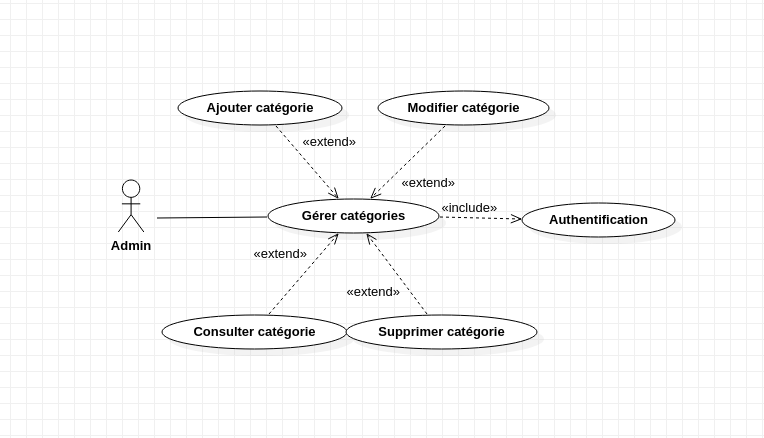 Ajouter catégorie
Modifier catégorie
«extend»
«extend»
Gérer catégories
«include»
Authentification
Admin
«extend»
«extend»
Consulter catégorie
Supprimer catégorie